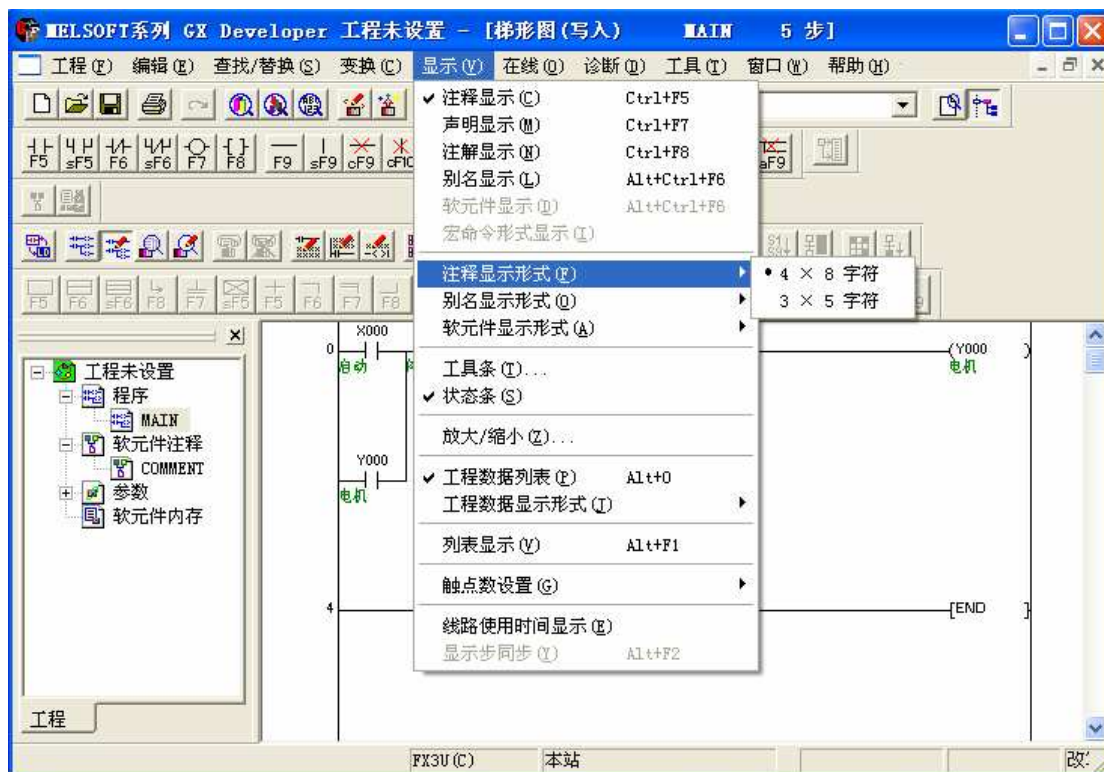 MELSOFT系列 GX Developer 工程未设置 - [梯形图(写入) MAIN 5 步]
工程(F) 编辑(E) 查找/替换(S) 变换(C) 显示(V) 在线(O) 诊断(D) 工具(T) 窗口(W) 帮助(H)
F5 sF5 F6 sF6 F7 F8 F9 sF9 cF9 cF10 aF9
F5 F6 sF6 F8 F7 sF5 F5 F6 F7 F8
注释显示(C) Ctrl+F5
声明显示(M) Ctrl+F7
注解显示(N) Ctrl+F8
别名显示(L) Alt+Ctrl+F6
软元件显示(D) Alt+Ctrl+F6
宏命令形式显示(I)
注释显示形式(F)
别名显示形式(O)
软元件显示形式(A)
工具条(T)...
状态条(S)
放大/缩小(Z)...
工程数据列表(P) Alt+O
工程数据显示形式(J)
列表显示(V) Alt+F1
触点数设置(G)
线路使用时间显示(E)
显示步同步(Y) Alt+F2
• 4 × 8 字符
3 × 5 字符
工程未设置
程序
MAIN
软元件注释
COMMENT
参数
软元件内存
工程
X000
0
启动
(Y000 )
电机
Y000
电机
4
[END ]
FX3U(C) 本站